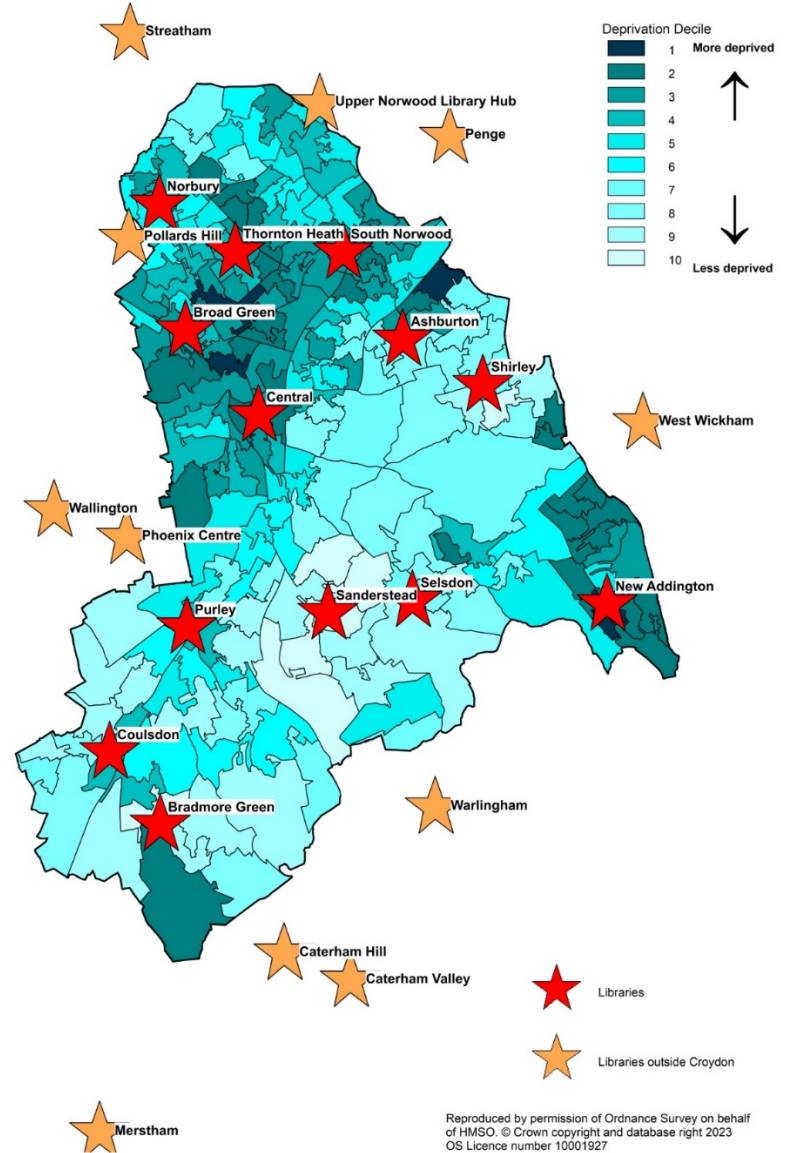 Streatham
Deprivation Decile
1 More deprived
2
3
4
5
6
7
8
9
10 Less deprived
Upper Norwood Library Hub
Penge
Norbury
Pollards Hill
Thornton Heath
South Norwood
Broad Green
Ashburton
Shirley
Central
West Wickham
Wallington
Phoenix Centre
Selsdon
New Addington
Sanderstead
Purley
Coulsdon
Bradmore Green
Warlingham
Caterham Hill
Caterham Valley
Libraries
Libraries outside Croydon
Merstham
Reproduced by permission of Ordnance Survey on behalf
of HMSO. © Crown copyright and database right 2023
OS Licence number 10001927